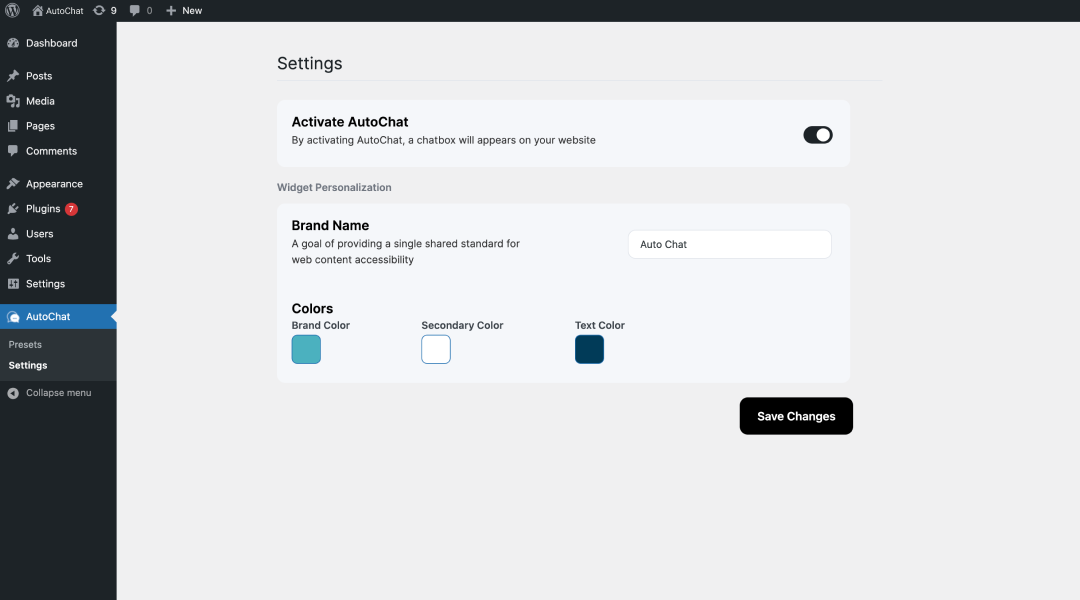 AutoChat 9 0 New
Dashboard
Posts
Media
Pages
Comments
Appearance
Plugins 7
Users
Tools
Settings
AutoChat
Presets
Settings
Collapse menu
Settings
Activate AutoChat
By activating AutoChat, a chatbox will appears on your website
Widget Personalization
Brand Name
A goal of providing a single shared standard for
web content accessibility
Auto Chat
Colors
Brand Color Secondary Color Text Color
Save Changes